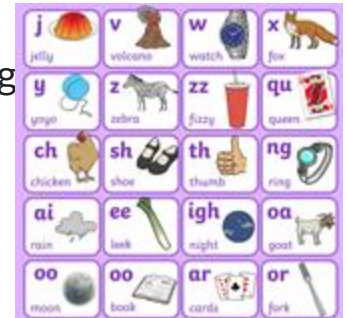 j v w x
jelly volcano watch fox
g
y z zz qu
yoyo zebra fizzy queen
ch sh th ng
chicken shoe thumb ring
ai ee igh oa
rain leek night goat
oo oo ar or
moon book cards fork